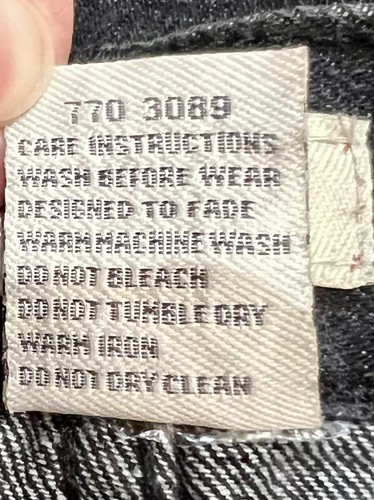 770 3089
CARE INSTRUCTIONS
WASH BEFORE WEAR
DESIGNED TO FADE
WARM MACHINE WASH
DO NOT BLEACH
DO NOT TUMBLE DRY
WARM IRON
DO NOT DRY CLEAN